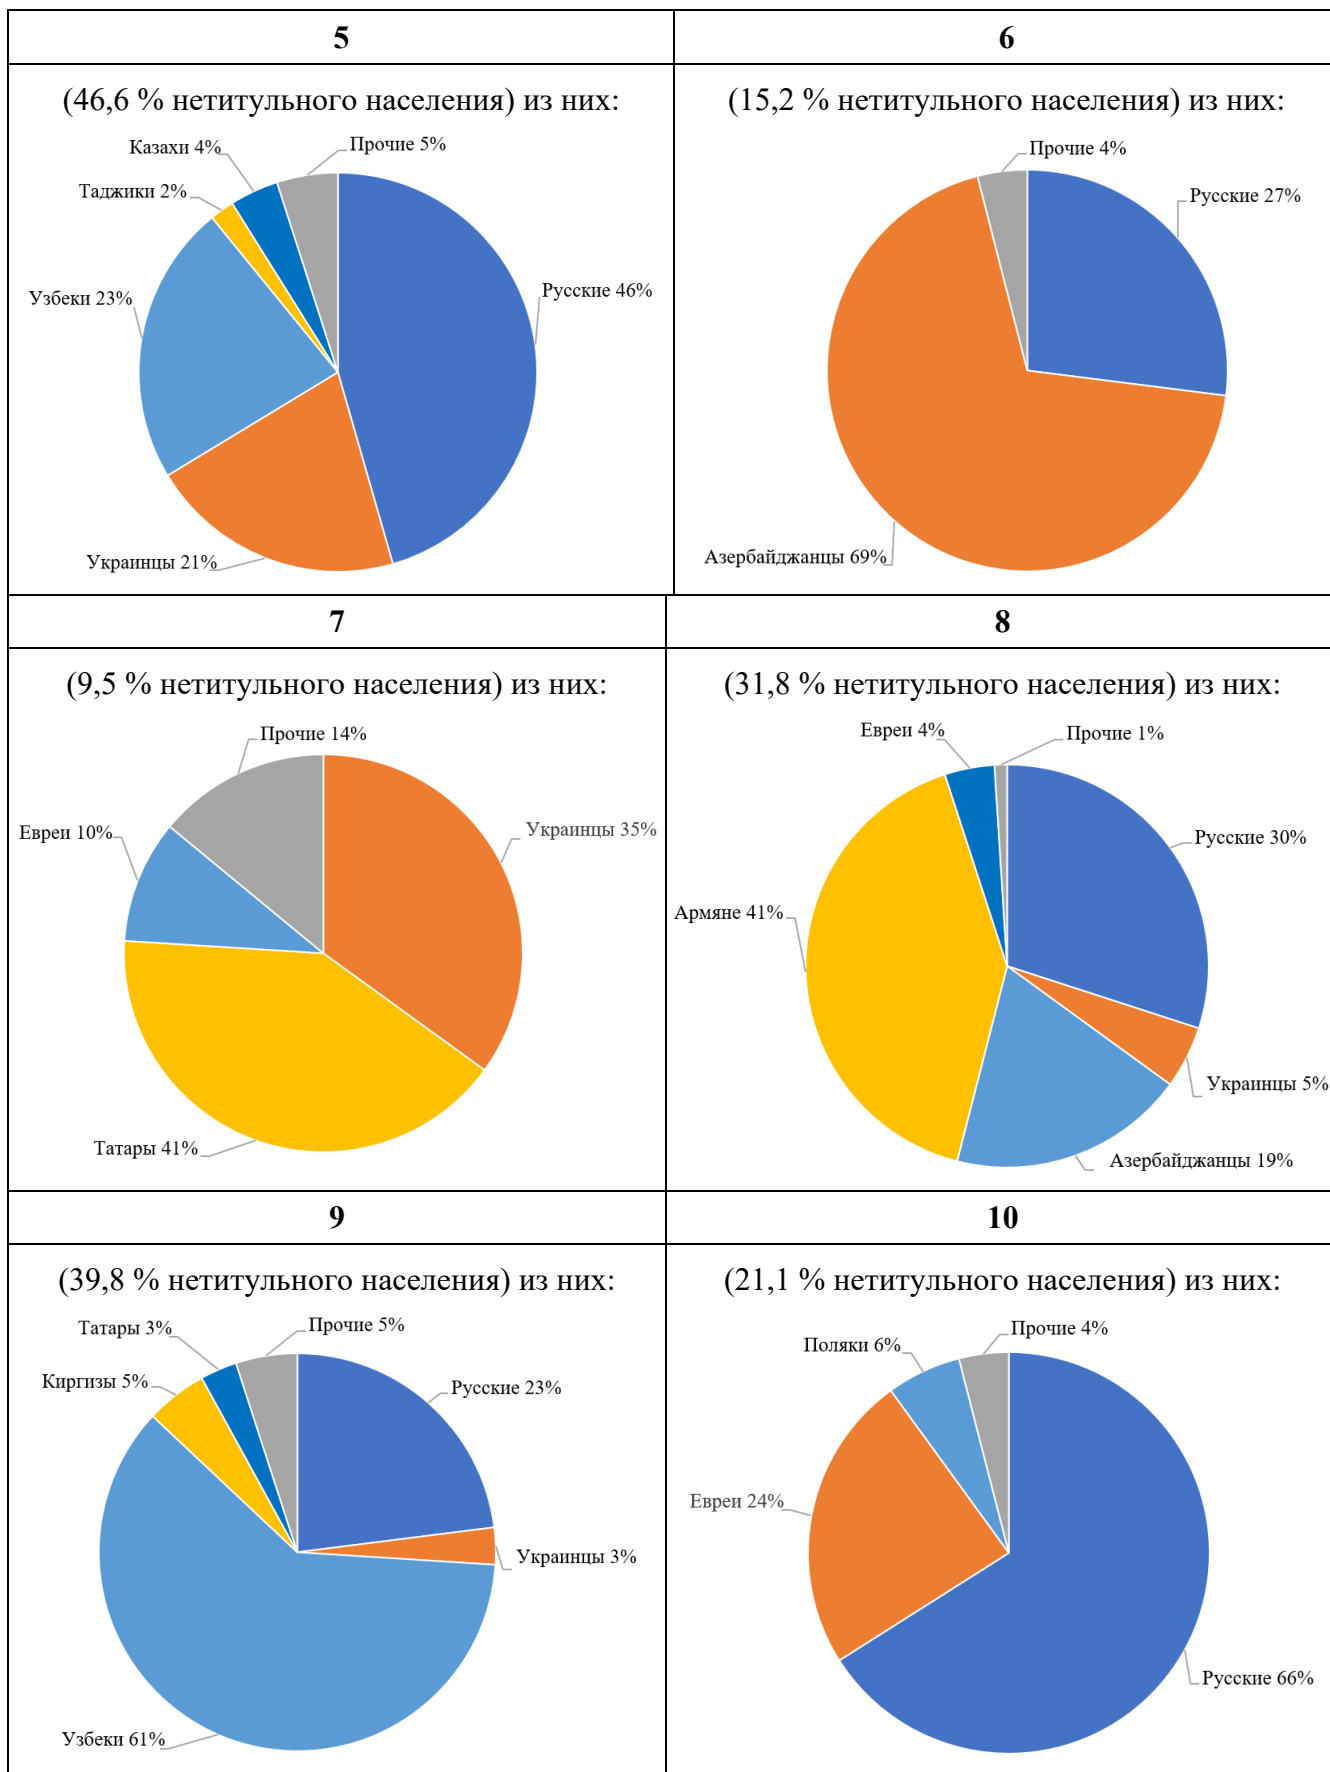 5
6
(46,6 % нетитульного населения) из них:
(15,2 % нетитульного населения) из них:
Казахи 4%
Прочие 5%
Таджики 2%
Узбеки 23%
Русские 46%
Украинцы 21%
Прочие 4%
Русские 27%
Азербайджанцы 69%
7
8
(9,5 % нетитульного населения) из них:
(31,8 % нетитульного населения) из них:
Прочие 14%
Евреи 10%
Украинцы 35%
Татары 41%
Евреи 4%
Прочие 1%
Русские 30%
Армяне 41%
Украинцы 5%
Азербайджанцы 19%
9
10
(39,8 % нетитульного населения) из них:
(21,1 % нетитульного населения) из них:
Татары 3%
Прочие 5%
Киргизы 5%
Русские 23%
Украинцы 3%
Узбеки 61%
Прочие 4%
Поляки 6%
Евреи 24%
Русские 66%